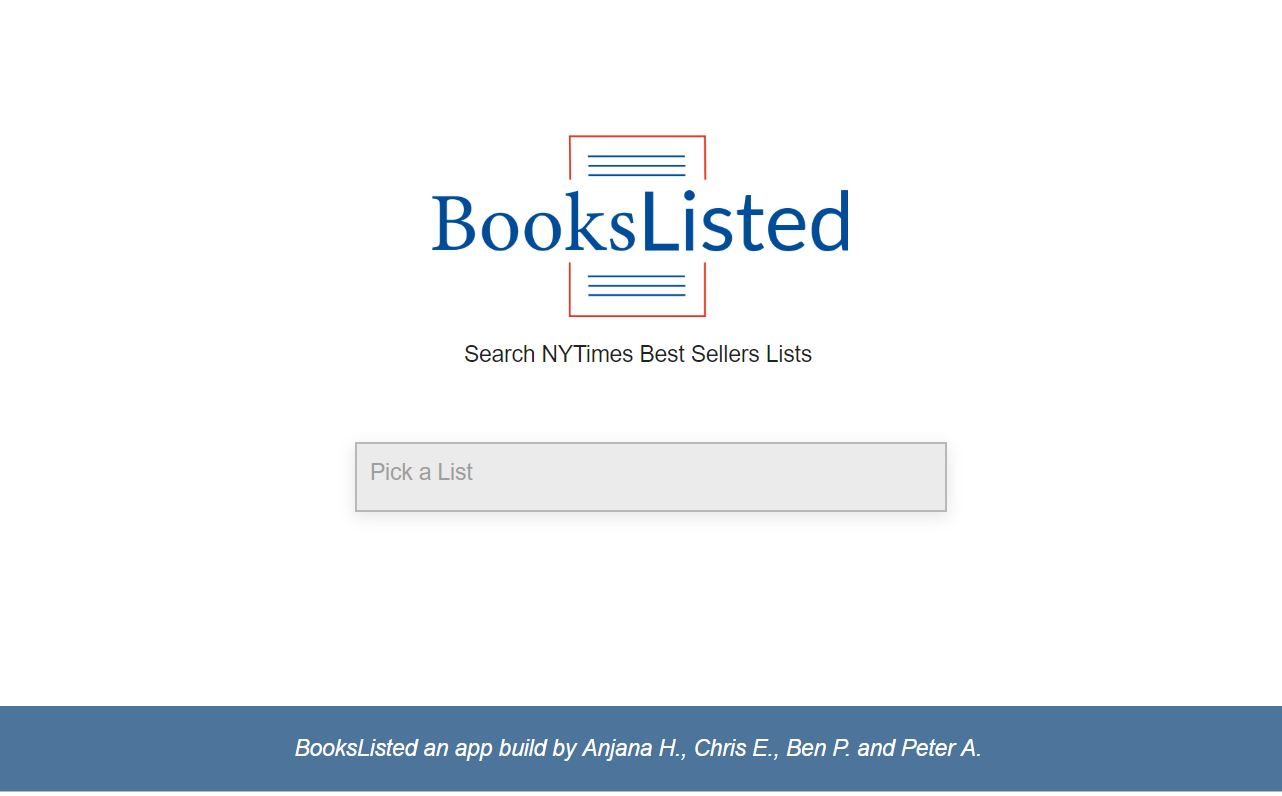 BooksListed
Search NYTimes Best Sellers Lists
Pick a List
BooksListed an app build by Anjana H., Chris E., Ben P. and Peter A.